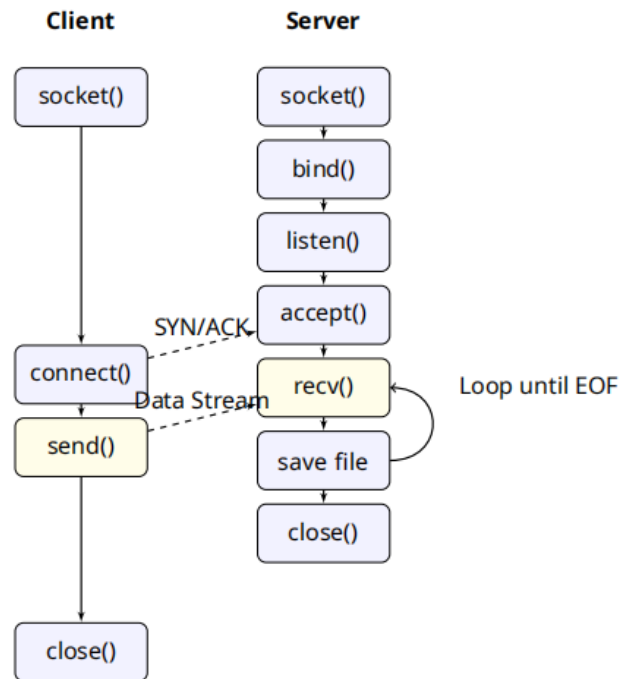 Client
Server
socket()
socket()
bind()
listen()
accept()
SYN/ACK
connect()
recv()
Loop until EOF
Data Stream
send()
save file
close()
close()